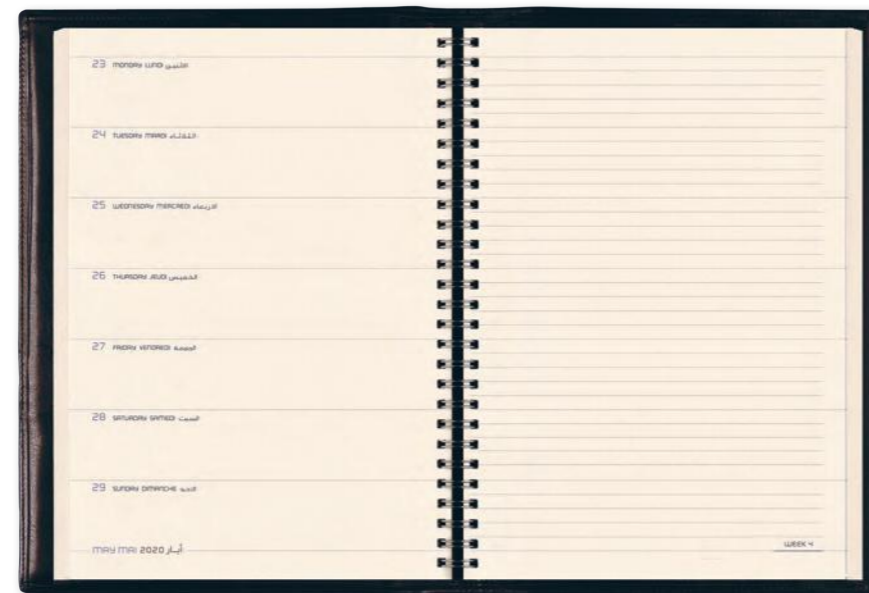 23 MONDAY LUNDI الاثنين
24 TUESDAY MARDI الثلاثاء
25 WEDNESDAY MERCREDI الاربعاء
26 THURSDAY JEUDI الخميس
27 FRIDAY VENDREDI الجمعة
28 SATURDAY SAMEDI السبت
29 SUNDAY DIMANCHE الاحد
MAY MAI 2020 أيار
WEEK 4